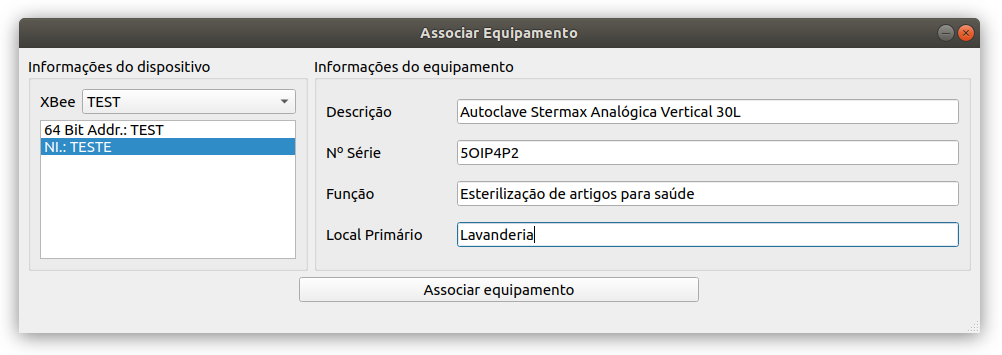 Associar Equipamento
Informações do dispositivo
XBee TEST
64 Bit Addr.: TEST
NI.: TESTE
Informações do equipamento
Descrição Autoclave Stermax Analógica Vertical 30L
Nº Série 5OIP4P2
Função Esterilização de artigos para saúde
Local Primário Lavanderia
Associar equipamento